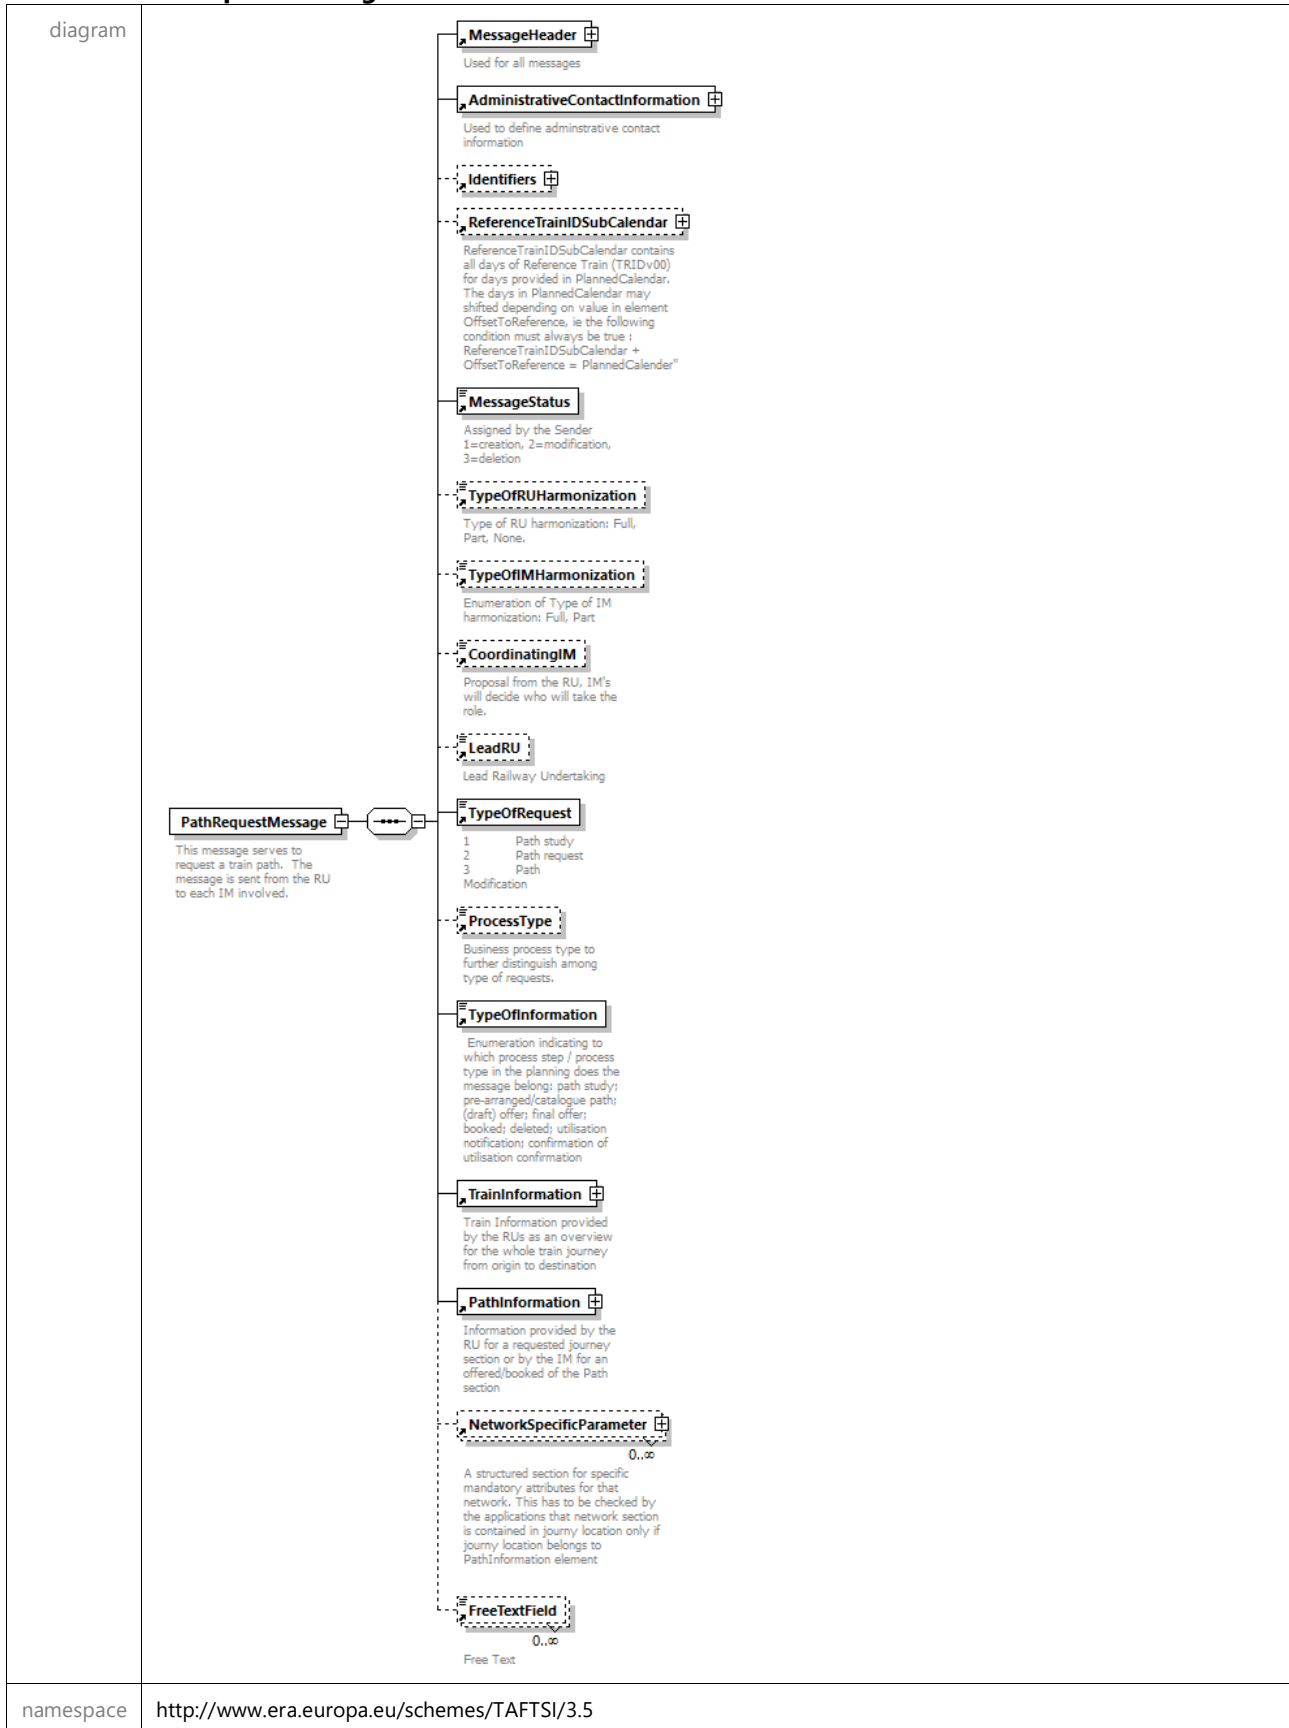 diagram
MessageHeader
Used for all messages
AdministrativeContactInformation
Used to define adminstrative contact
information
Identifiers
ReferenceTrainIDSubCalendar
ReferenceTrainIDSubCalendar contains
all days of Reference Train (TRIDv00)
for days provided in PlannedCalendar.
The days in PlannedCalendar may
shifted depending on value in element
OffsetToReference, ie the following
condition must always be true :
ReferenceTrainIDSubCalendar +
OffsetToReference = PlannedCalender"
MessageStatus
Assigned by the Sender
1=creation, 2=modification,
3=deletion
TypeOfRUHarmonization
Type of RU harmonization: Full,
Part, None.
TypeOfIMHarmonization
Enumeration of Type of IM
harmonization: Full, Part
CoordinatingIM
Proposal from the RU, IM's
will decide who will take the
role.
LeadRU
Lead Railway Undertaking
PathRequestMessage
This message serves to
request a train path. The
message is sent from the RU
to each IM involved.
TypeOfRequest
1 Path study
2 Path request
3 Path
Modification
ProcessType
Business process type to
further distinguish among
type of requests.
TypeOfInformation
Enumeration indicating to
which process step / process
type in the planning does the
message belong: path study;
pre-arranged/catalogue path;
(draft) offer; final offer;
booked; deleted; utilisation
notification; confirmation of
utilisation confirmation
TrainInformation
Train Information provided
by the RUs as an overview
for the whole train journey
from origin to destination
PathInformation
Information provided by the
RU for a requested journey
section or by the IM for an
offered/booked of the Path
section
NetworkSpecificParameter
0..∞
A structured section for specific
mandatory attributes for that
network. This has to be checked by
the applications that network section
is contained in journy location only if
journy location belongs to
PathInformation element
FreeTextField
0..∞
Free Text
namespace
http://www.era.europa.eu/schemes/TAFTSI/3.5